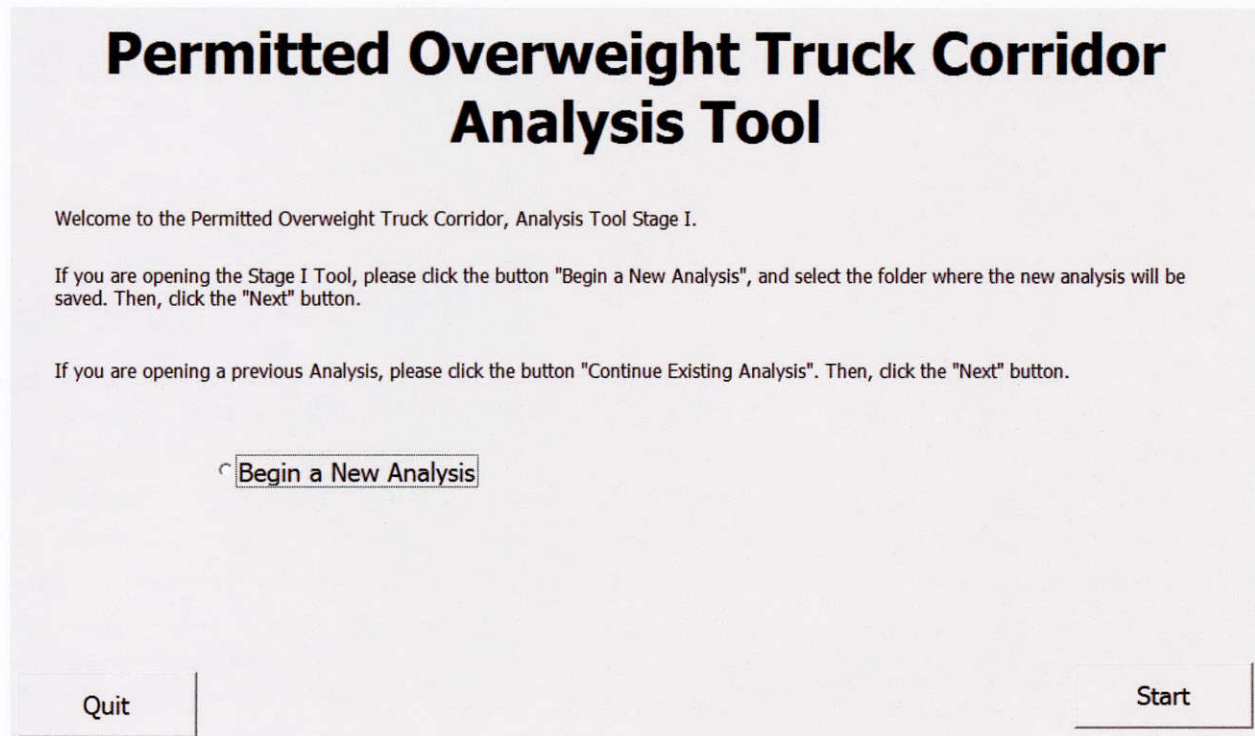 Permitted Overweight Truck Corridor
Analysis Tool
Welcome to the Permitted Overweight Truck Corridor, Analysis Tool Stage I.
If you are opening the Stage I Tool, please click the button "Begin a New Analysis", and select the folder where the new analysis will be
saved. Then, click the "Next" button.
If you are opening a previous Analysis, please click the button "Continue Existing Analysis". Then, click the "Next" button.
Begin a New Analysis
Quit
Start